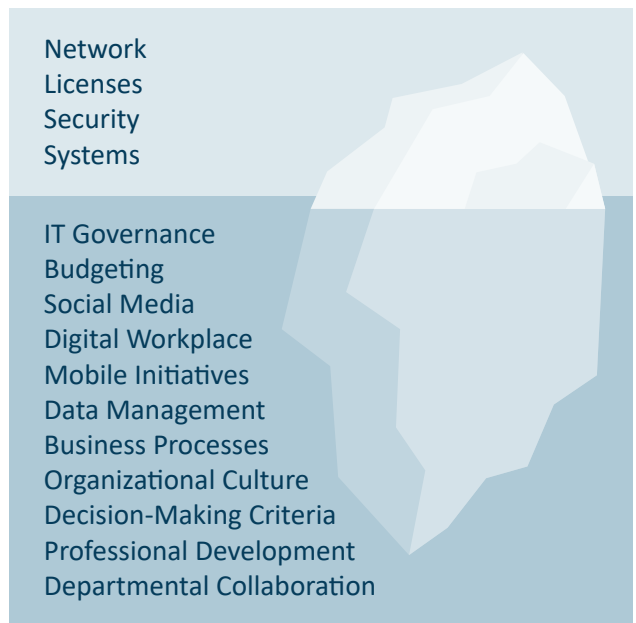 Network
Licenses
Security
Systems
IT Governance
Budgeting
Social Media
Digital Workplace
Mobile Initiatives
Data Management
Business Processes
Organizational Culture
Decision-Making Criteria
Professional Development
Departmental Collaboration